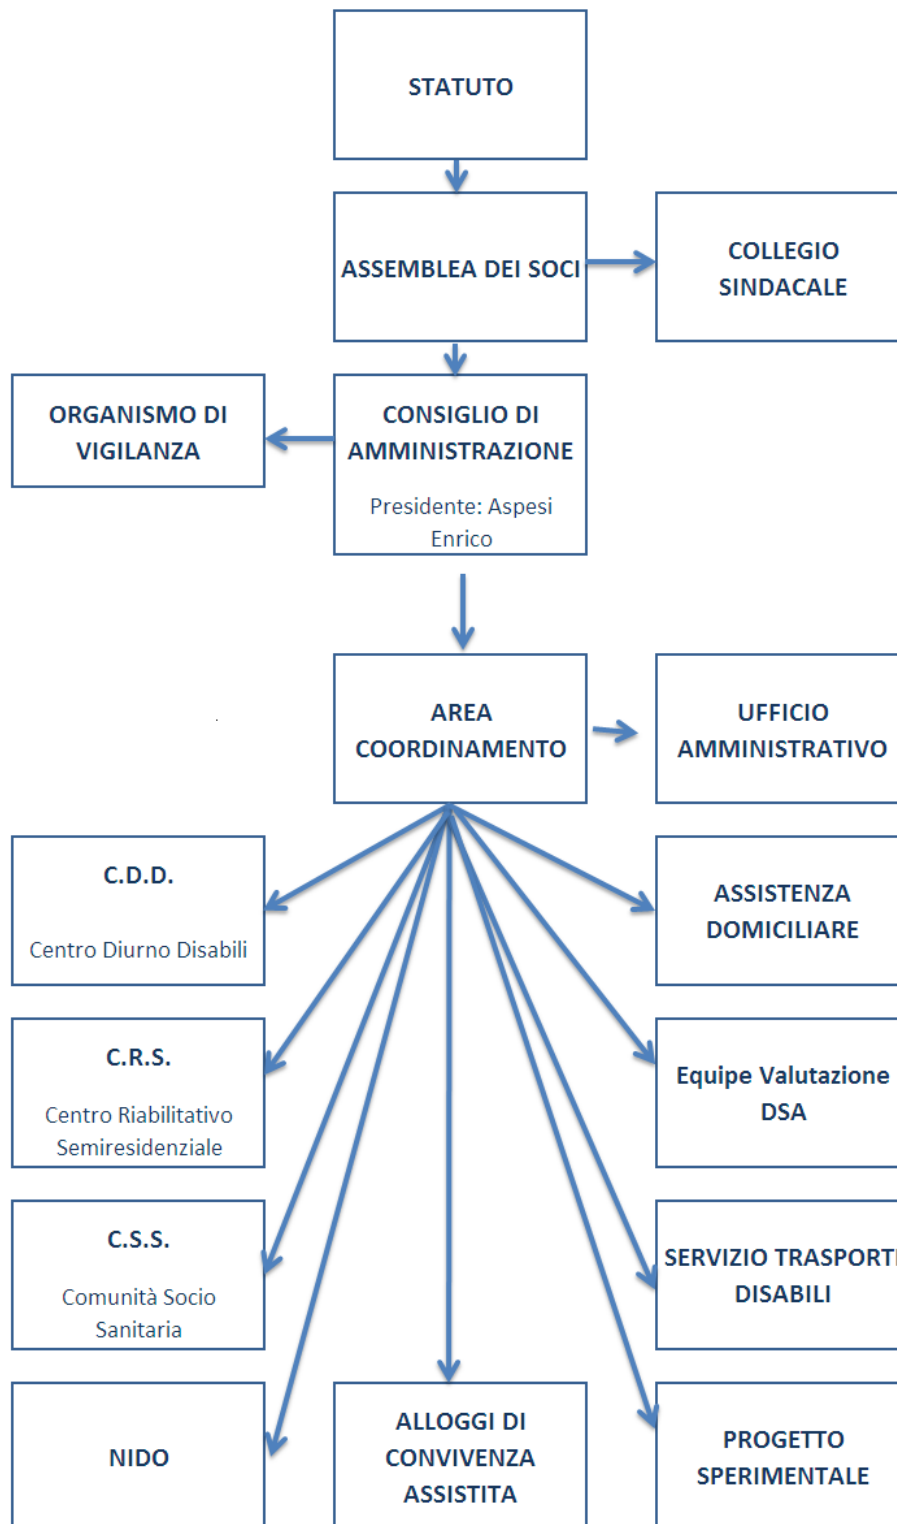 STATUTO
ASSEMBLEA DEI SOCI
COLLEGIO
SINDACALE
ORGANISMO DI
VIGILANZA
CONSIGLIO DI
AMMINISTRAZIONE
Presidente: Aspesi
Enrico
AREA
COORDINAMENTO
UFFICIO
AMMINISTRATIVO
C.D.D.
Centro Diurno Disabili
ASSISTENZA
DOMICILIARE
C.R.S.
Centro Riabilitativo
Semiresidenziale
Equipe Valutazione
DSA
C.S.S.
Comunità Socio
Sanitaria
SERVIZIO TRASPORTI
DISABILI
NIDO
ALLOGGI DI
CONVIVENZA
ASSISTITA
PROGETTO
SPERIMENTALE